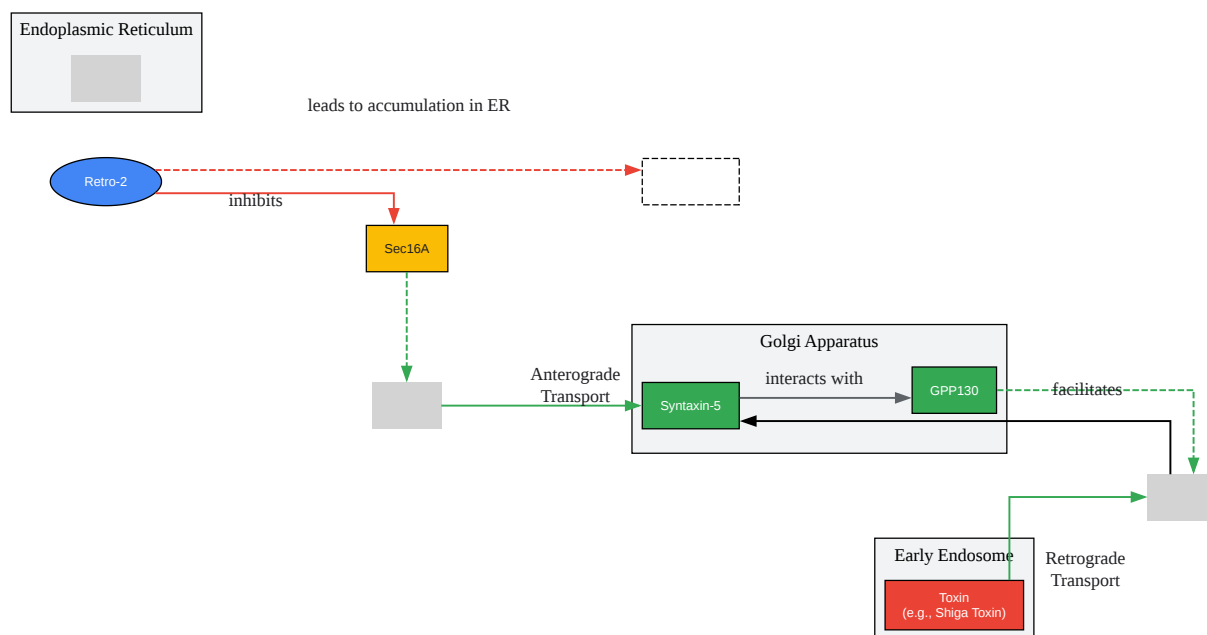 Endoplasmic Reticulum
leads to accumulation in ER
Retro-2
inhibits
Sec16A
Golgi Apparatus
Anterograde
Transport
Syntaxin-5
interacts with
GPP130
facilitates
Early Endosome
Retrograde
Transport
Toxin
(e.g., Shiga Toxin)